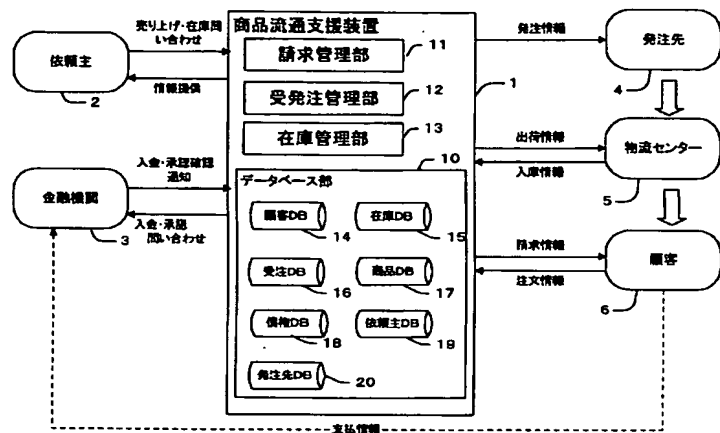 商品流通支援装置
売り上げ・在庫問
い合わせ
依頼主
2
情報提供
請求管理部
11
受発注管理部
12
在庫管理部
13
1
発注情報
発注先
4
出荷情報
入庫情報
物流センター
5
入金・承認確認
通知
金融機関
3
入金・承認
問い合わせ
10
データベース部
顧客DB
14
在庫DB
15
受注DB
16
商品DB
17
債権DB
18
依頼主DB
19
発注先DB
20
請求情報
注文情報
顧客
6
支払情報